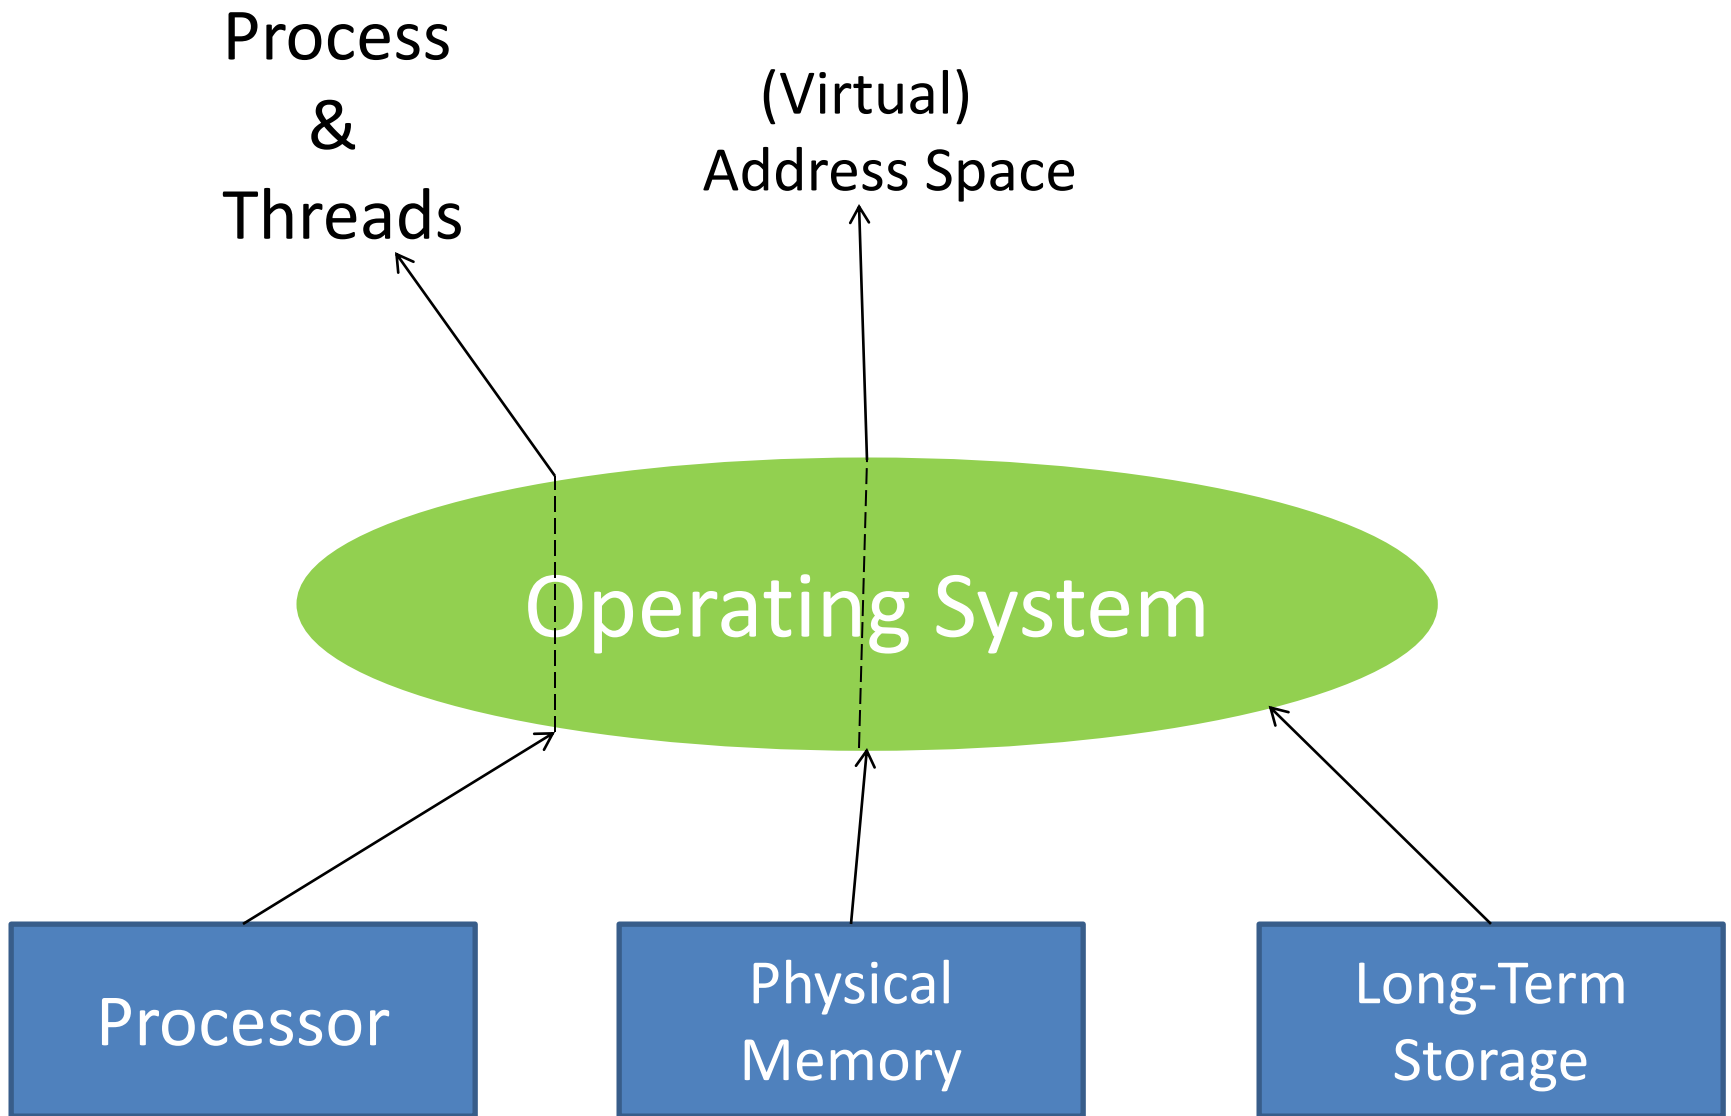 Process
&
Threads
(Virtual)
Address Space
Operating System
Processor
Physical
Memory
Long-Term
Storage